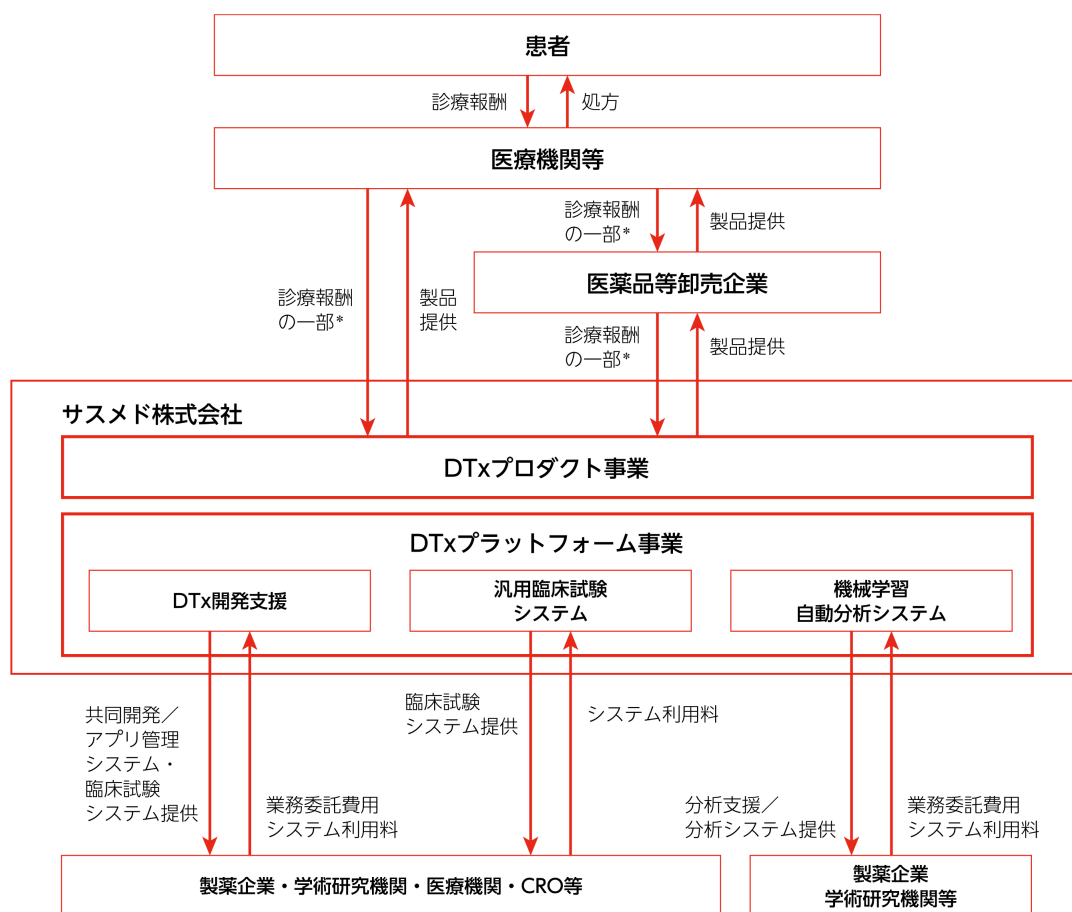 患者
診療報酬
処方
医療機関等
診療報酬
の一部*
製品提供
医薬品等卸売企業
診療報酬
の一部*
製品
提供
診療報酬
の一部*
製品提供
サスメド株式会社
DTxプロダクト事業
DTxプラットフォーム事業
DTx開発支援
汎用臨床試験
システム
機械学習
自動分析システム
共同開発／
アプリ管理
システム・
臨床試験
システム提供
業務委託費用
システム利用料
臨床試験
システム提供
システム利用料
分析支援／
分析システム提供
業務委託費用
システム利用料
製薬企業・学術研究機関・医療機関・CRO等
製薬企業
学術研究機関等